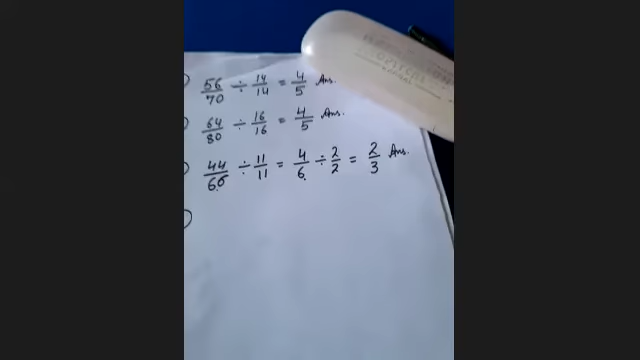 ) 56/70 ÷ 14/14 = 4/5 Ans.
) 64/80 ÷ 16/16 = 4/5 Ans.
) 44/66 ÷ 11/11 = 4/6 ÷ 2/2 = 2/3 Ans.
)